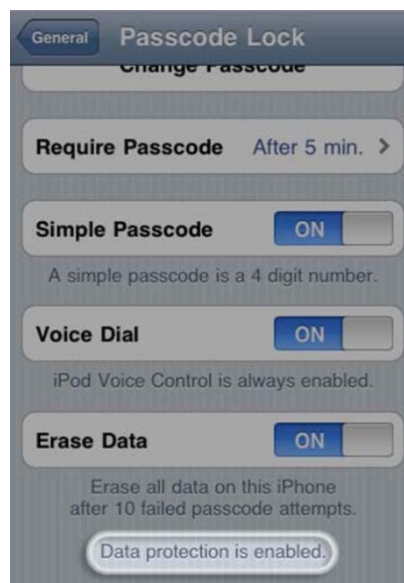 General
Passcode Lock
Change Passcode
Require Passcode After 5 min.
Simple Passcode ON
A simple passcode is a 4 digit number.
Voice Dial ON
iPod Voice Control is always enabled.
Erase Data ON
Erase all data on this iPhone
after 10 failed passcode attempts.
Data protection is enabled.